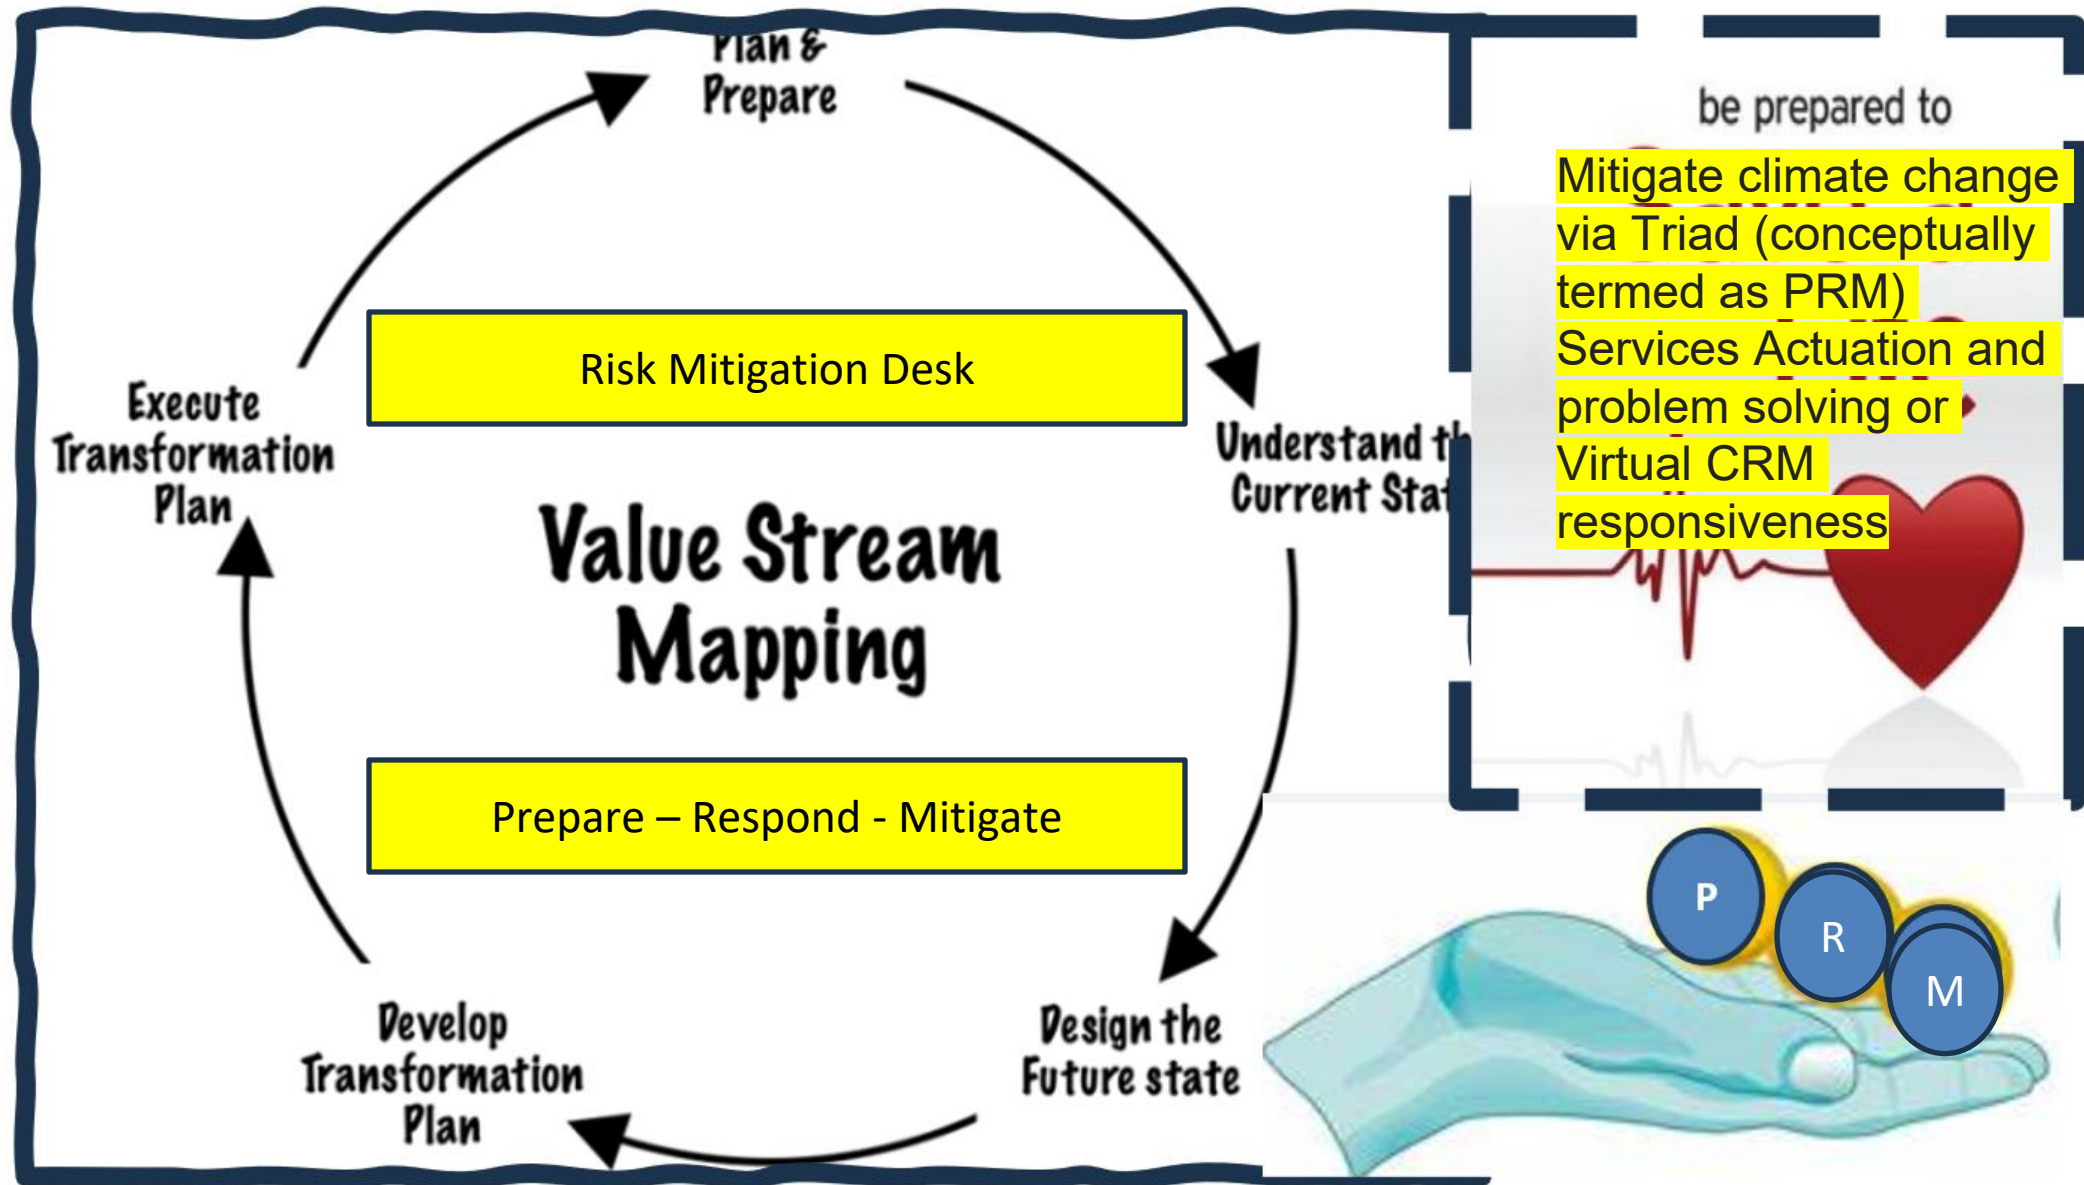 Plan &
Prepare
Risk Mitigation Desk
Execute
Transformation
Plan
Understand
Current
Value Stream
Mapping
Prepare – Respond - Mitigate
Develop
Transformation
Plan
Design the
Future state
be prepared to
Mitigate climate change
via Triad (conceptually
termed as PRM)
Services Actuation and
problem solving or
Virtual CRM
responsiveness
P
R
M